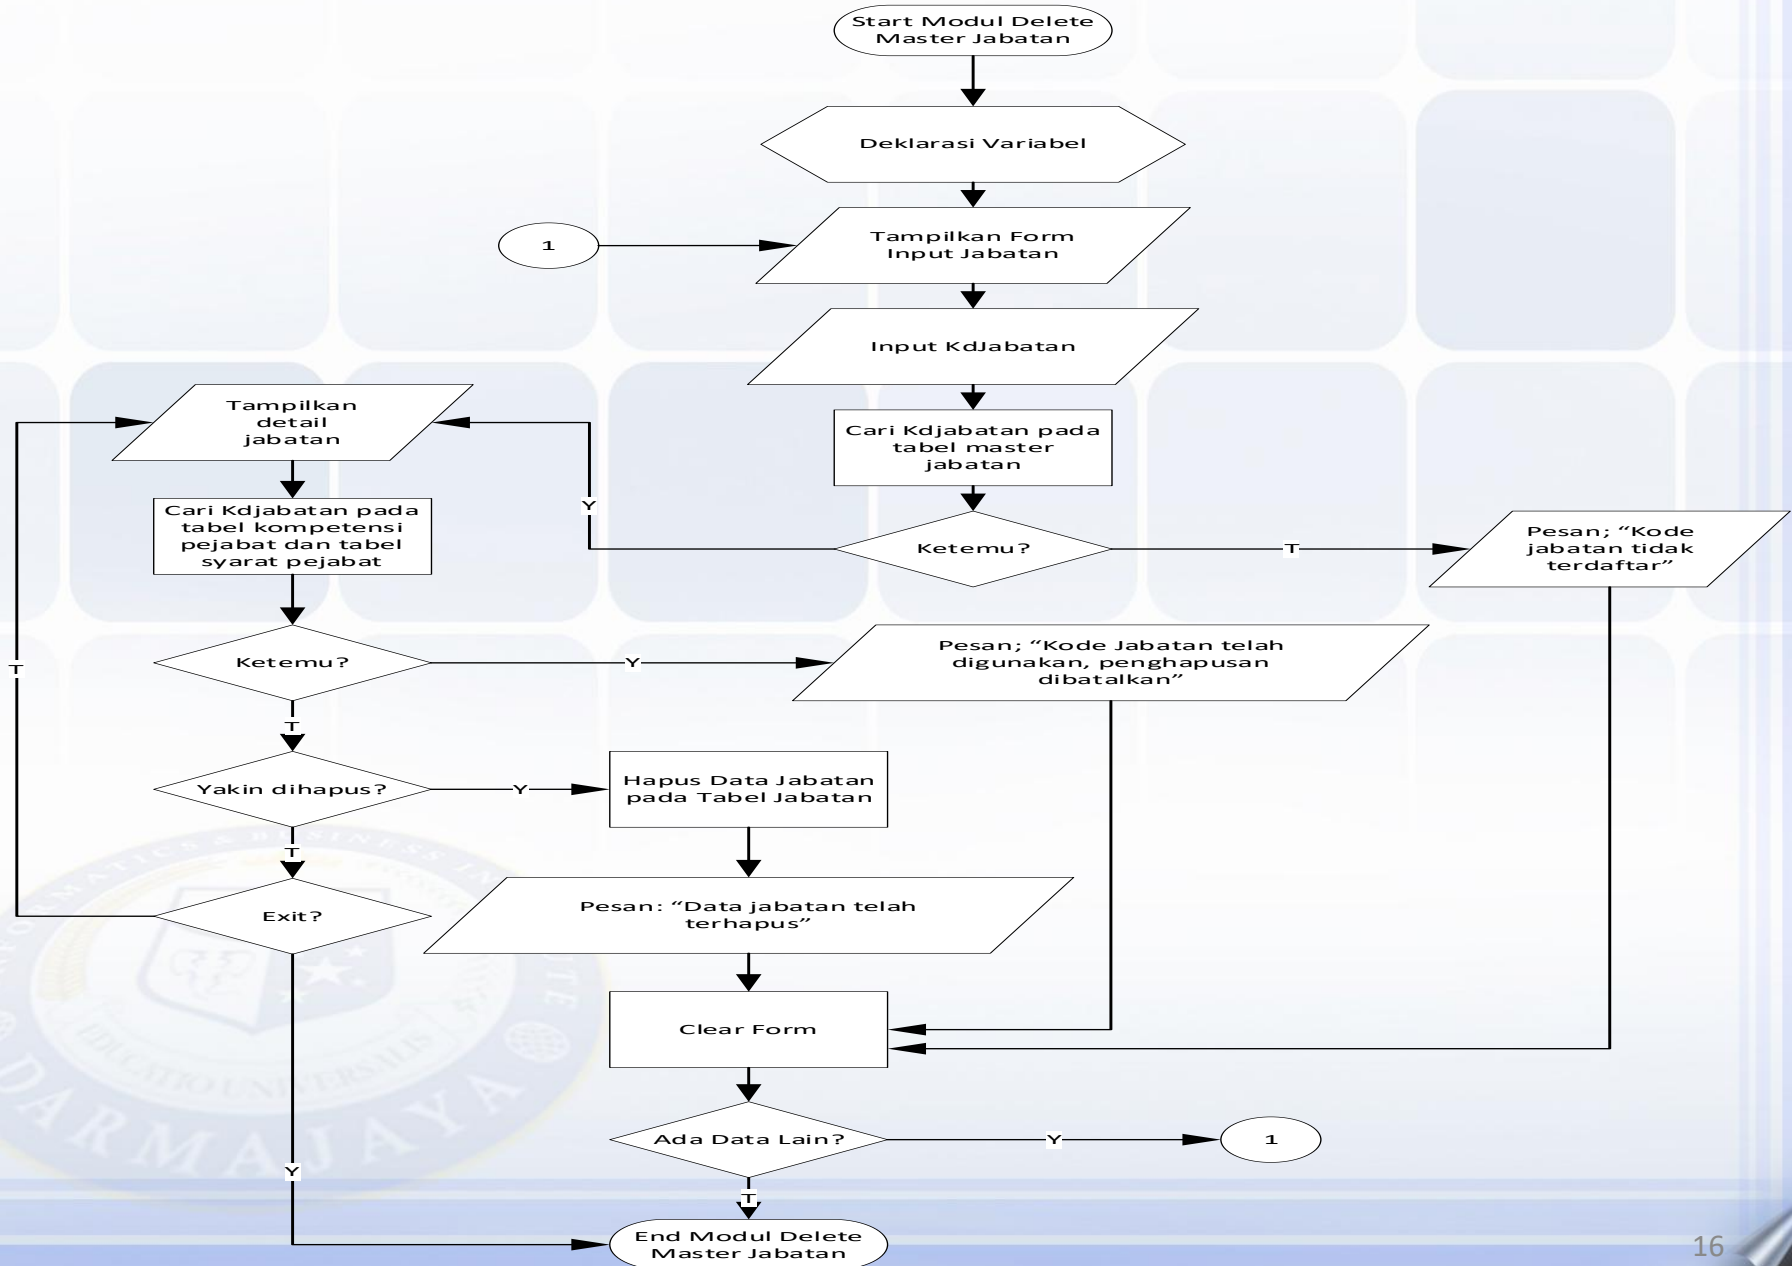 Start Modul Delete
Master Jabatan
Deklarasi Variabel
1
Tampilkan Form
Input Jabatan
Input KdJabatan
Cari Kdjabatan pada
tabel master
jabatan
Ketemu?
Y
T
Pesan; “Kode
jabatan tidak
terdaftar”
Tampilkan
detail
jabatan
Cari Kdjabatan pada
tabel kompetensi
pejabat dan tabel
syarat pejabat
Ketemu?
Y
Pesan; “Kode Jabatan telah
digunakan, penghapusan
dibatalkan”
T
Yakin dihapus?
Y
Hapus Data Jabatan
pada Tabel Jabatan
T
Exit?
T
Y
Pesan: “Data jabatan telah
terhapus”
Clear Form
Ada Data Lain?
Y
1
T
End Modul Delete
Master Jabatan
EDUCATIO UNIVERSALIS
DARMAJAYA
16